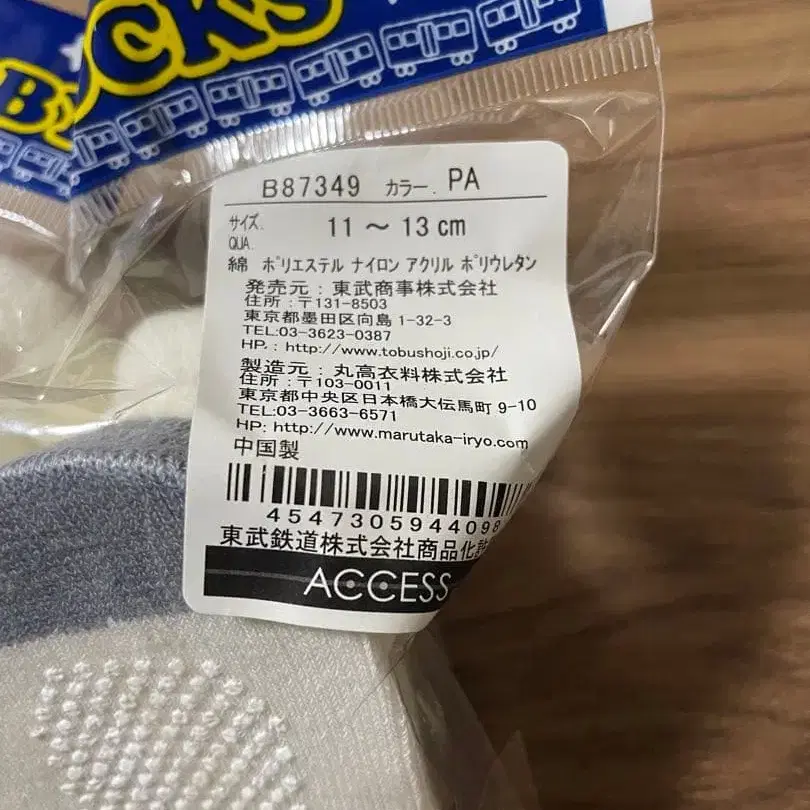 CKS
B
B87349 カラー. PA
サイズ. 11 ～ 13 cm
QUA.
綿 ポリエステル ナイロン アクリル ポリウレタン
発売元：東武商事株式会社
住所：〒131-8503
東京都墨田区向島 1-32-3
TEL:03-3623-0387
HP：http://www.tobushoji.co.jp/
製造元：丸高衣料株式会社
住所：〒103-0011
東京都中央区日本橋大伝馬町 9-10
TEL:03-3663-6571
HP: http://www.marutaka-iryo.com
中国製
4547305944098
東武鉄道株式会社商品化許
ACCESS